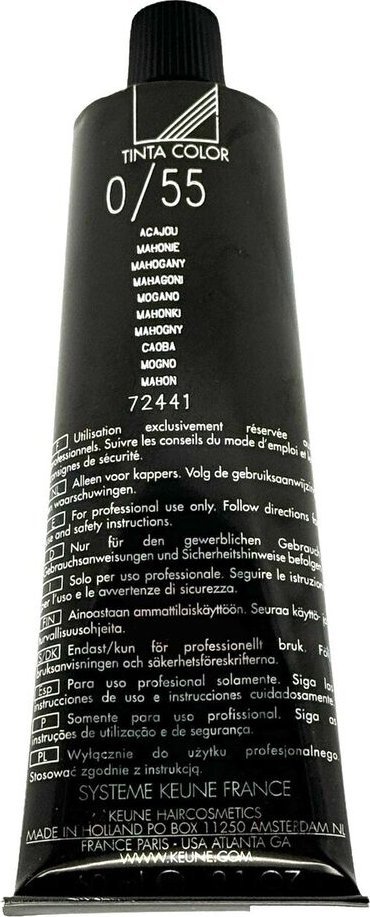 TINTA COLOR
0/55
ACAJOU
MAHONIE
MAHOGANY
MAHAGONI
MOGANO
MAHONKI
MAHOGNY
CAOBA
MOGNO
MAHON
72441
F Utilisation exclusivement réservée
professionnels. Suivre les conseils du mode d'emploi et
consignes de sécurité.
NL Alleen voor kappers. Volg de gebruiksaanwijzing
en waarschuwingen.
E For professional use only. Follow directions for
use and safety instructions.
D Nur für den gewerblichen Gebrauch
Gebrauchsanweisungen und Sicherheitshinweise befolgen
I Solo per uso professionale. Seguire le istruzioni
per l'uso e le avvertenze di sicurezza.
FIN Ainoastaan ammattilaiskäyttöön. Seuraa käyttö-
turvallisuusohjeita.
S/DK Endast/kun för professionellt bruk. Följ
bruksanvisningen och säkerhetsföreskrifterna.
Esp Para uso profesional solamente. Siga las
instrucciones de uso e instrucciones cuidadosamente
P Somente para uso profissional. Siga as
instruções de utilização e de segurança.
PL Wyłącznie do użytku profesjonalnego.
Stosować zgodnie z instrukcją.
SYSTEME KEUNE FRANCE
KEUNE HAIRCOSMETICS
MADE IN HOLLAND PO BOX 11250 AMSTERDAM NL
FRANCE PARIS - USA ATLANTA GA
WWW.KEUNE.COM